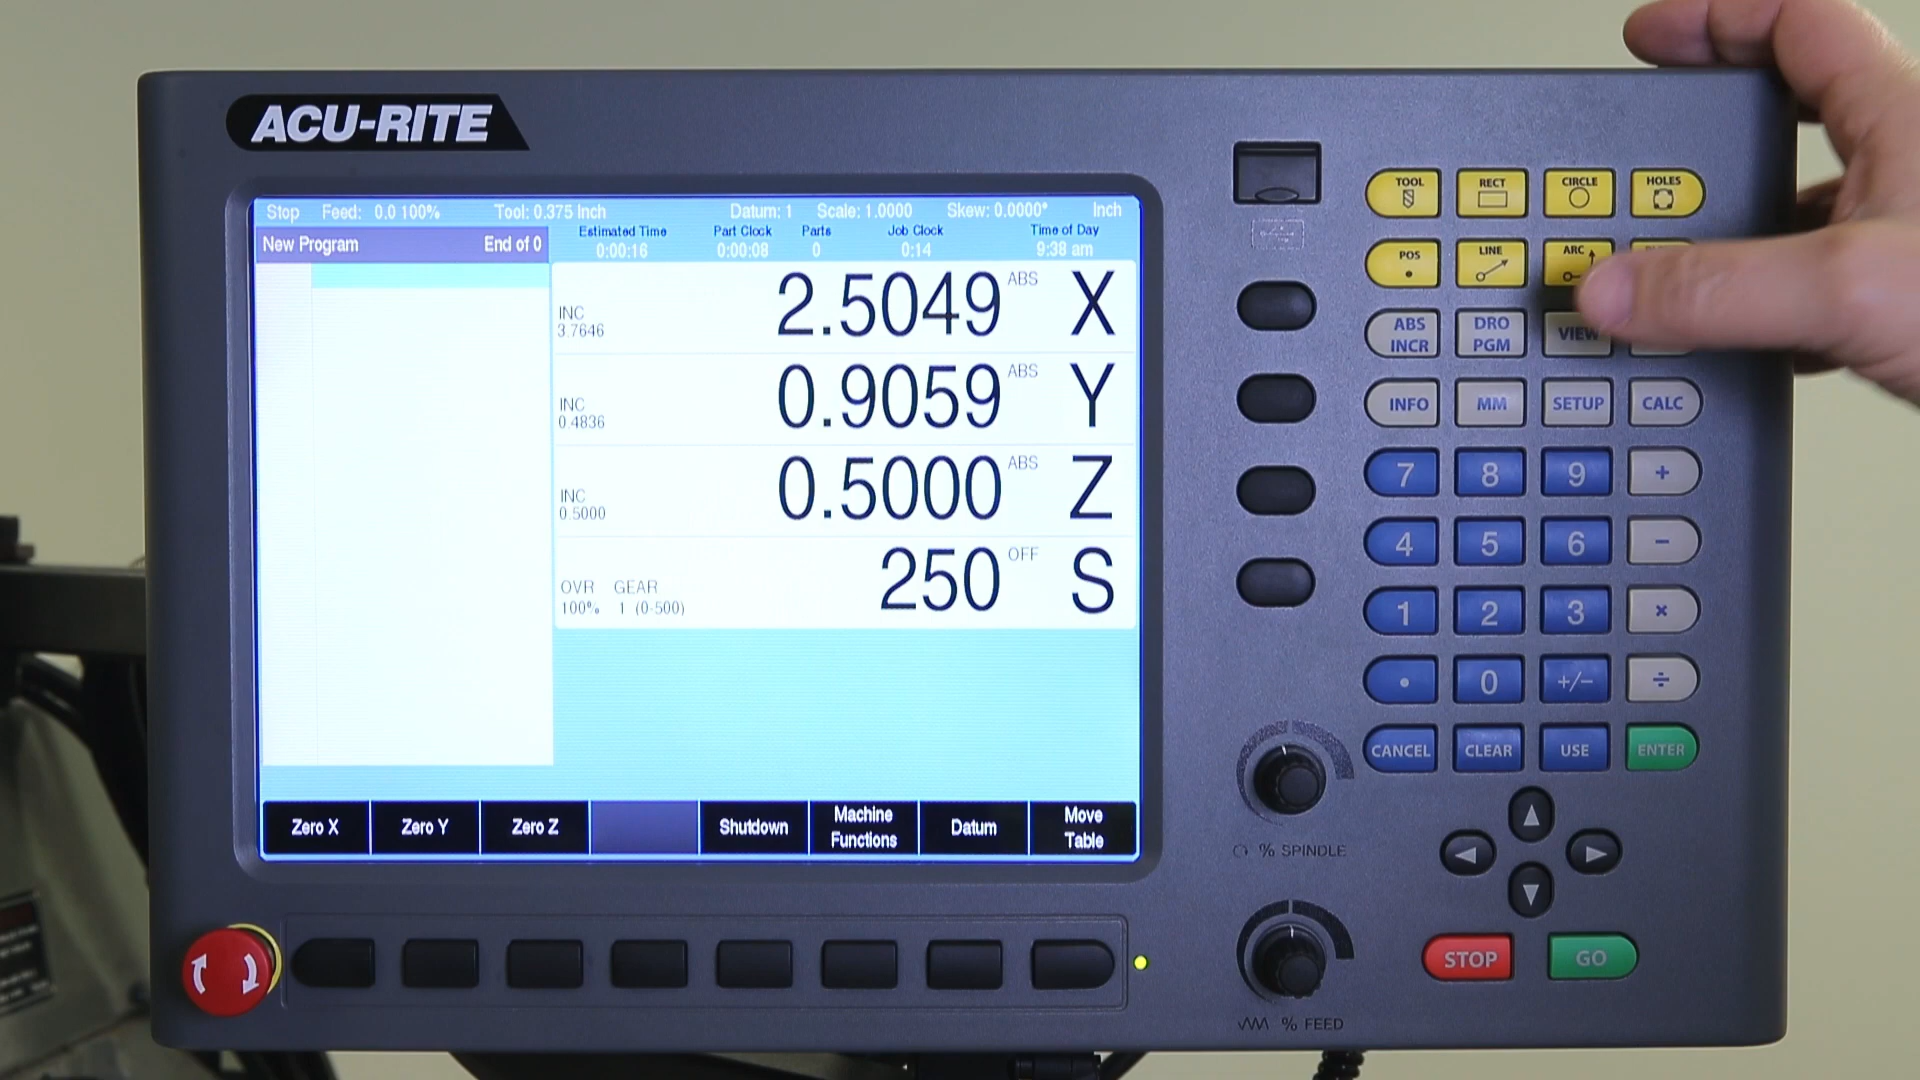 ACU-RITE
Stop Feed: 0.0 100% Tool: 0.375 Inch Datum: 1 Scale: 1.0000 Skew: 0.0000° Inch
New Program End of 0
Estimated Time Part Clock Parts Job Clock Time of Day
0:00:16 0:00:08 0 0:14 9:38 am
INC 3.7646 2.5049 ABS X
INC 0.4836 0.9059 ABS Y
INC 0.5000 0.5000 ABS Z
OVR GEAR 250 OFF S
100% 1 (0-500)
Zero X Zero Y Zero Z Shutdown Machine Functions Datum Move Table
TOOL RECT CIRCLE HOLES
POS LINE ARC
ABS INCR DRO PGM VIEW
INFO MM SETUP CALC
7 8 9 +
4 5 6 −
1 2 3 ×
. 0 +/− ÷
CANCEL CLEAR USE ENTER
% SPINDLE
STOP GO
% FEED